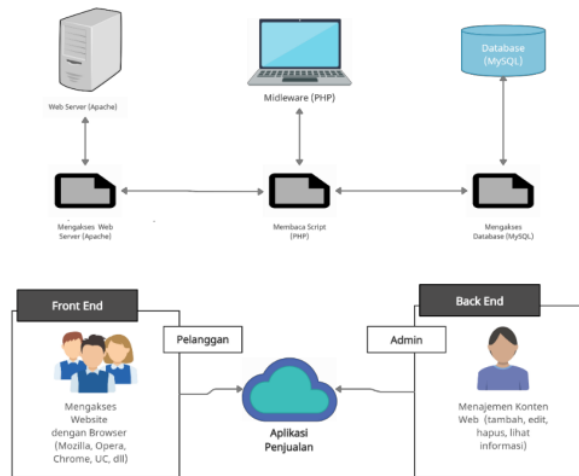 Web Server (Apache)
Midleware (PHP)
Database
(MySQL)
Mengakses Web
Server (Apache)
Membaca Script
(PHP)
Mengakses
Database (MySQL)
Front End
Pelanggan
Mengakses
Website
dengan Browser
(Mozilla, Opera,
Chrome, UC, dll)
Aplikasi
Penjualan
Back End
Admin
Menajemen Konten
Web (tambah, edit,
hapus, lihat
informasi)